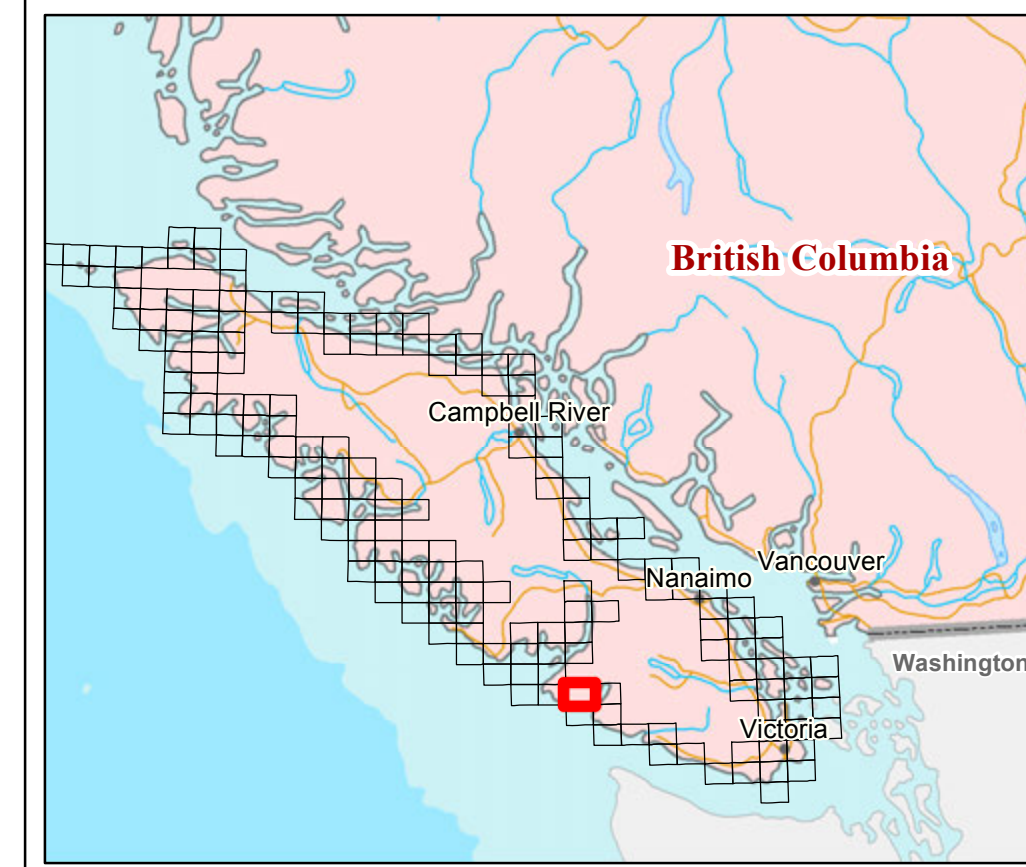 British Columbia
Campbell River
Vancouver
Nanaimo
Washington
Victoria